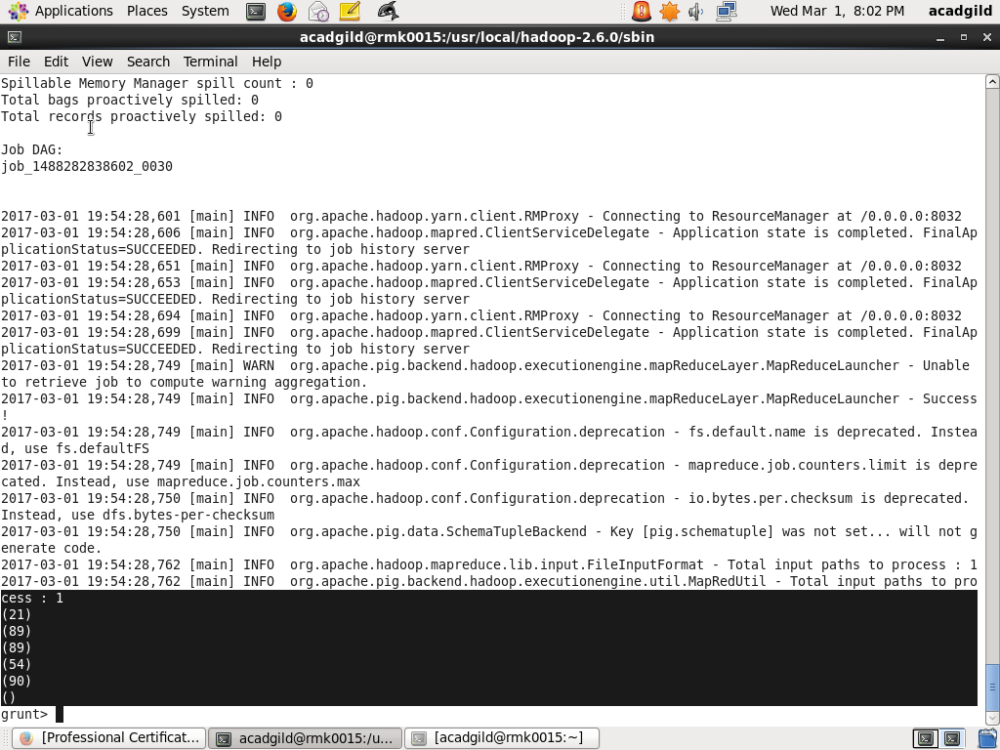 Applications Places System Wed Mar 1, 8:02 PM acadgild
acadgild@rmk0015:/usr/local/hadoop-2.6.0/sbin
File Edit View Search Terminal Help
Spillable Memory Manager spill count : 0
Total bags proactively spilled: 0
Total records proactively spilled: 0
Job DAG:
job_1488282838602_0030
2017-03-01 19:54:28,601 [main] INFO  org.apache.hadoop.yarn.client.RMProxy - Connecting to ResourceManager at /0.0.0.0:8032
2017-03-01 19:54:28,606 [main] INFO  org.apache.hadoop.mapred.ClientServiceDelegate - Application state is completed. FinalAp
plicationStatus=SUCCEEDED. Redirecting to job history server
2017-03-01 19:54:28,651 [main] INFO  org.apache.hadoop.yarn.client.RMProxy - Connecting to ResourceManager at /0.0.0.0:8032
2017-03-01 19:54:28,653 [main] INFO  org.apache.hadoop.mapred.ClientServiceDelegate - Application state is completed. FinalAp
plicationStatus=SUCCEEDED. Redirecting to job history server
2017-03-01 19:54:28,694 [main] INFO  org.apache.hadoop.yarn.client.RMProxy - Connecting to ResourceManager at /0.0.0.0:8032
2017-03-01 19:54:28,699 [main] INFO  org.apache.hadoop.mapred.ClientServiceDelegate - Application state is completed. FinalAp
plicationStatus=SUCCEEDED. Redirecting to job history server
2017-03-01 19:54:28,749 [main] WARN  org.apache.pig.backend.hadoop.executionengine.mapReduceLayer.MapReduceLauncher - Unable
to retrieve job to compute warning aggregation.
2017-03-01 19:54:28,749 [main] INFO  org.apache.pig.backend.hadoop.executionengine.mapReduceLayer.MapReduceLauncher - Success
!
2017-03-01 19:54:28,749 [main] INFO  org.apache.hadoop.conf.Configuration.deprecation - fs.default.name is deprecated. Instea
d, use fs.defaultFS
2017-03-01 19:54:28,749 [main] INFO  org.apache.hadoop.conf.Configuration.deprecation - mapreduce.job.counters.limit is depre
cated. Instead, use mapreduce.job.counters.max
2017-03-01 19:54:28,750 [main] INFO  org.apache.hadoop.conf.Configuration.deprecation - io.bytes.per.checksum is deprecated.
Instead, use dfs.bytes-per-checksum
2017-03-01 19:54:28,750 [main] INFO  org.apache.pig.data.SchemaTupleBackend - Key [pig.schematuple] was not set... will not g
enerate code.
2017-03-01 19:54:28,762 [main] INFO  org.apache.hadoop.mapreduce.lib.input.FileInputFormat - Total input paths to process : 1
2017-03-01 19:54:28,762 [main] INFO  org.apache.pig.backend.hadoop.executionengine.util.MapRedUtil - Total input paths to pro
cess : 1
(21)
(89)
(89)
(54)
(90)
()
grunt>
[Professional Certificat... acadgild@rmk0015:/u... [acadgild@rmk0015:~]